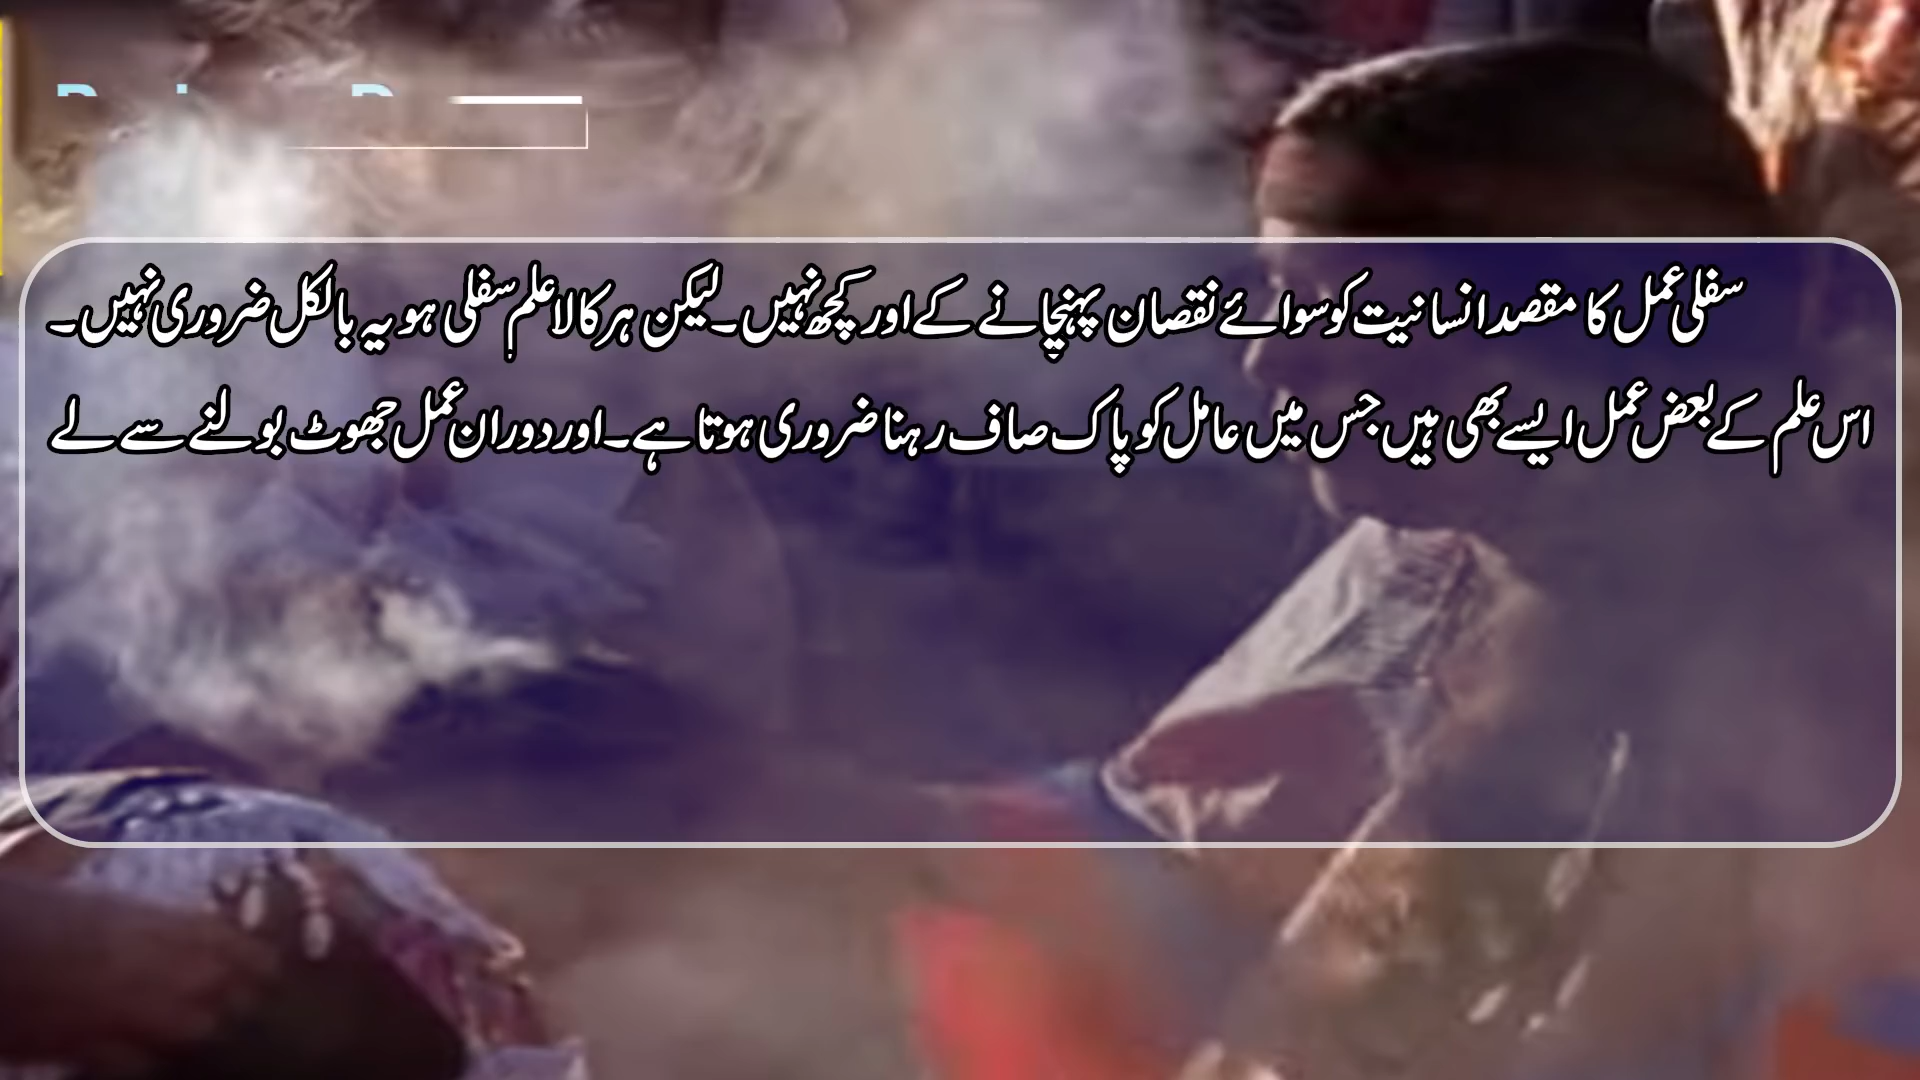 سفلی عمل کا مقصد انسانیت کو سوائے نقصان پہنچانے کے اور کچھ نہیں۔ لیکن ہر کالا علم سفلی ہو یہ بالکل ضروری نہیں۔
اس علم کے بعض عمل ایسے بھی ہیں جس میں عامل کو پاک صاف رہنا ضروری ہوتا ہے۔ اور دوران عمل جھوٹ بولنے سے لے